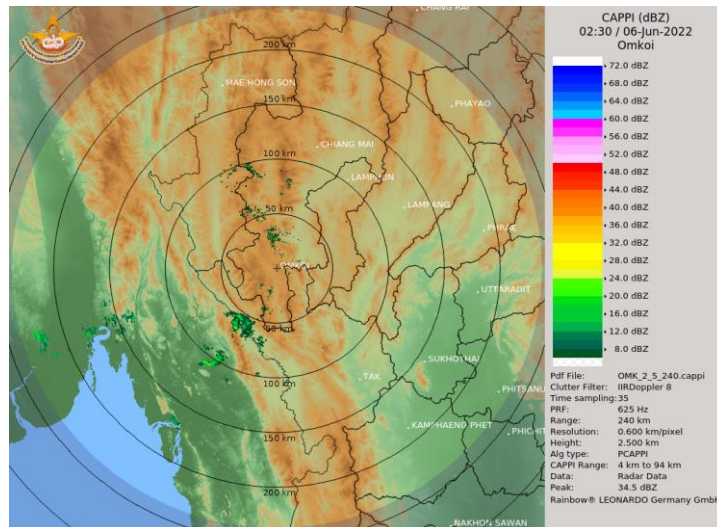 CAPPI (dBZ)
02:30 / 06-Jun-2022
Omkoi
72.0 dBZ
68.0 dBZ
64.0 dBZ
60.0 dBZ
56.0 dBZ
52.0 dBZ
48.0 dBZ
44.0 dBZ
40.0 dBZ
36.0 dBZ
32.0 dBZ
28.0 dBZ
24.0 dBZ
20.0 dBZ
16.0 dBZ
12.0 dBZ
8.0 dBZ
Pdf File: OMK_2_5_240.cappi
Clutter Filter: IIRDoppler 8
Time sampling:35
PRF: 625 Hz
Range: 240 km
Resolution: 0.600 km/pixel
Height: 2.500 km
Alg type: PCAPPI
CAPPI Range: 4 km to 94 km
Data: Radar Data
Peak: 34.5 dBZ
Rainbow® LEONARDO Germany GmbH
CHIANG RAI
200 km
MAE HONG SON
150 km
PHAYAO
CHIANG MAI
100 km
LAMPHUN
50 km
LAMPANG
PHRAE
OMKOI
UTTARADIT
50 km
SUKHOTHAI
100 km
TAK
PHITSANU
KAMPHAENG PHET
PHICHIT
150 km
200 km
NAKHON SAWAN